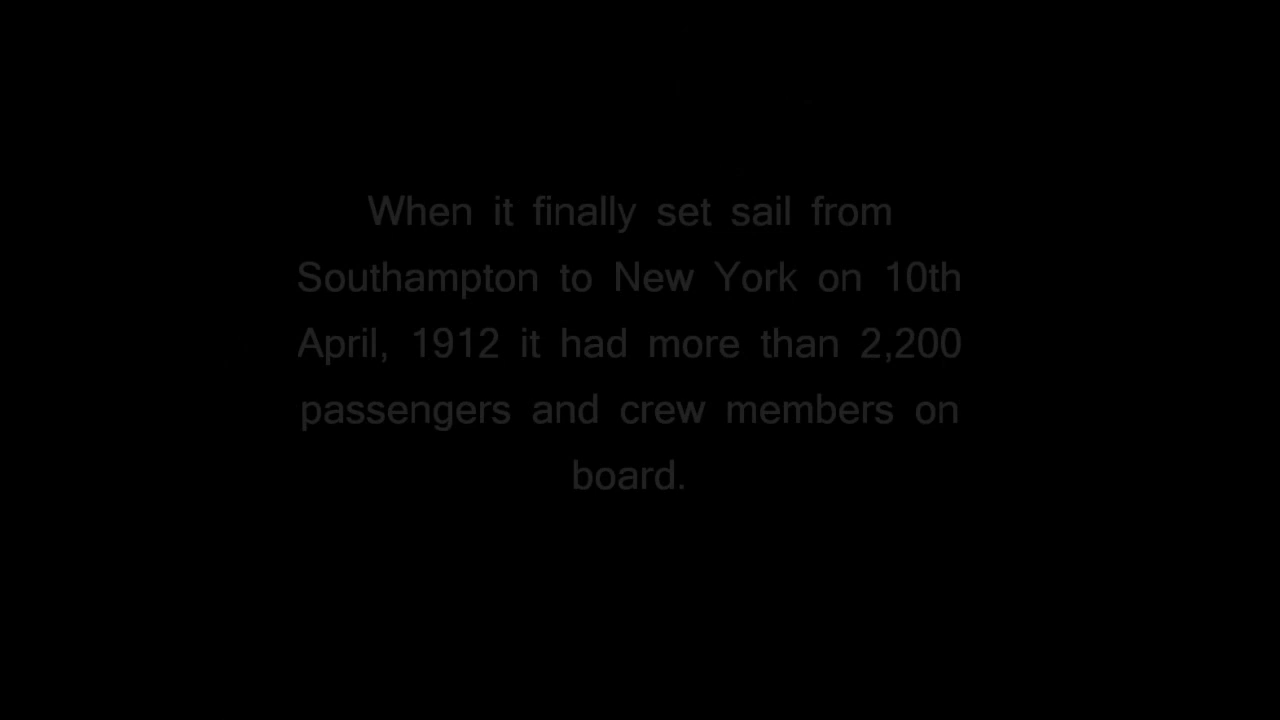 When it finally set sail from
Southampton to New York on 10th
April, 1912 it had more than 2,200
passengers and crew members on
board.